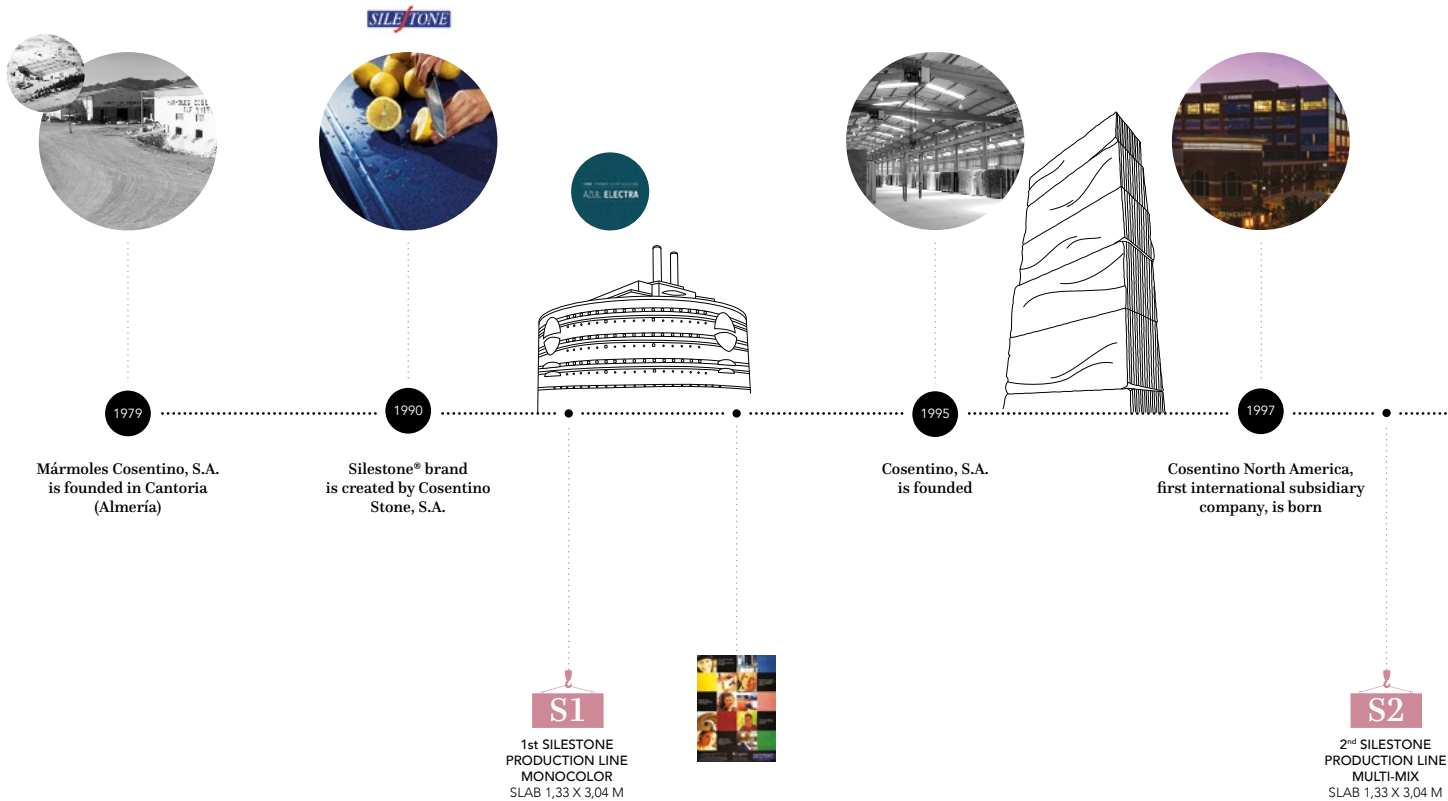 SILESTONE
AZUL ELECTRA
1979
1990
1995
1997
Mármoles Cosentino, S.A.
is founded in Cantoria
(Almería)
Silestone® brand
is created by Cosentino
Stone, S.A.
Cosentino, S.A.
is founded
Cosentino North America,
first international subsidiary
company, is born
S1
1st SILESTONE
PRODUCTION LINE
MONOCOLOR
SLAB 1,33 X 3,04 M
S2
2nd SILESTONE
PRODUCTION LINE
MULTI-MIX
SLAB 1,33 X 3,04 M